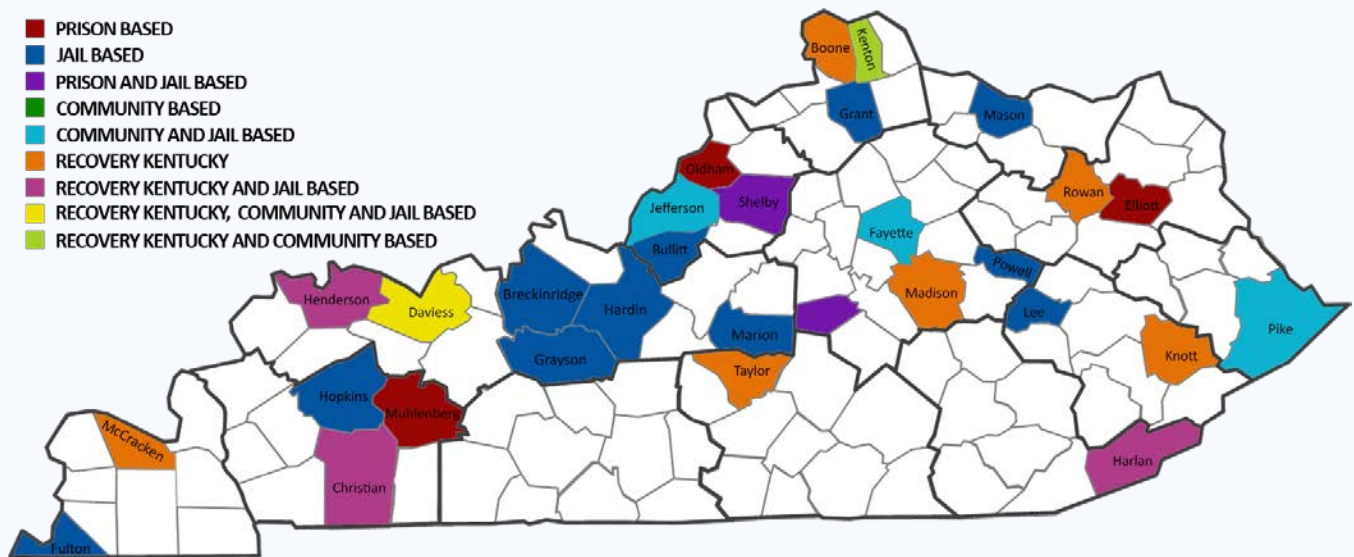 PRISON BASED
JAIL BASED
PRISON AND JAIL BASED
COMMUNITY BASED
COMMUNITY AND JAIL BASED
RECOVERY KENTUCKY
RECOVERY KENTUCKY AND JAIL BASED
RECOVERY KENTUCKY, COMMUNITY AND JAIL BASED
RECOVERY KENTUCKY AND COMMUNITY BASED
Boone
Kenton
Grant
Mason
Oldham
Rowan
Elliott
Jefferson
Shelby
Fayette
Bullitt
Powell
Henderson
Daviess
Breckinridge
Hardin
Madison
Lee
Marion
Pike
Grayson
Taylor
Knott
Hopkins
Muhlenberg
McCracken
Harlan
Christian
Fulton